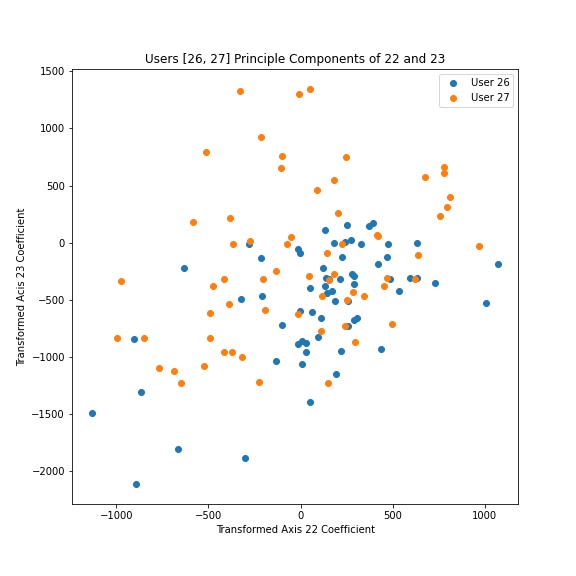 Users [26, 27] Principle Components of 22 and 23
User 26
User 27
1500
1000
500
0
−500
−1000
−1500
−2000
Transformed Acis 23 Coefficient
−1000 −500 0 500 1000
Transformed Axis 22 Coefficient